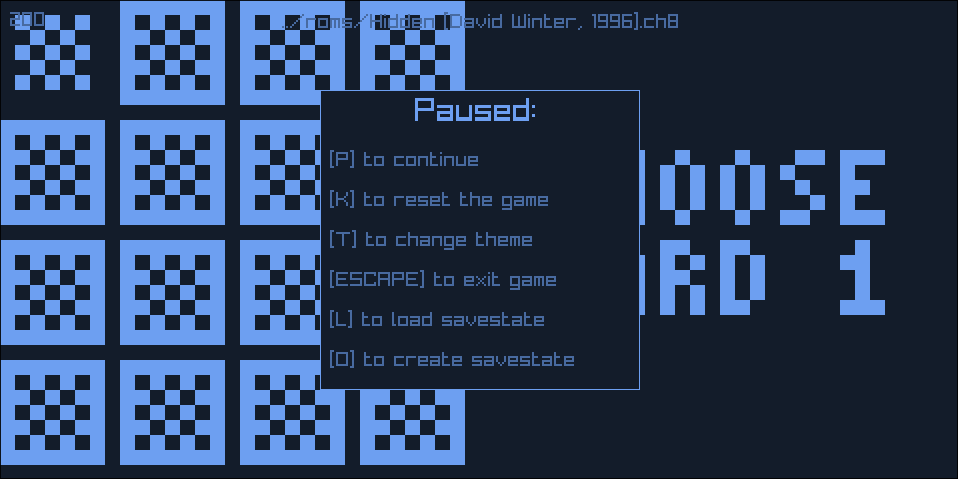 200
../roms/Hidden [David Winter, 1996].ch8
Paused:
[P] to continue
[K] to reset the game
[T] to change theme
[ESCAPE] to exit game
[L] to load savestate
[O] to create savestate
OOSE
RD 1